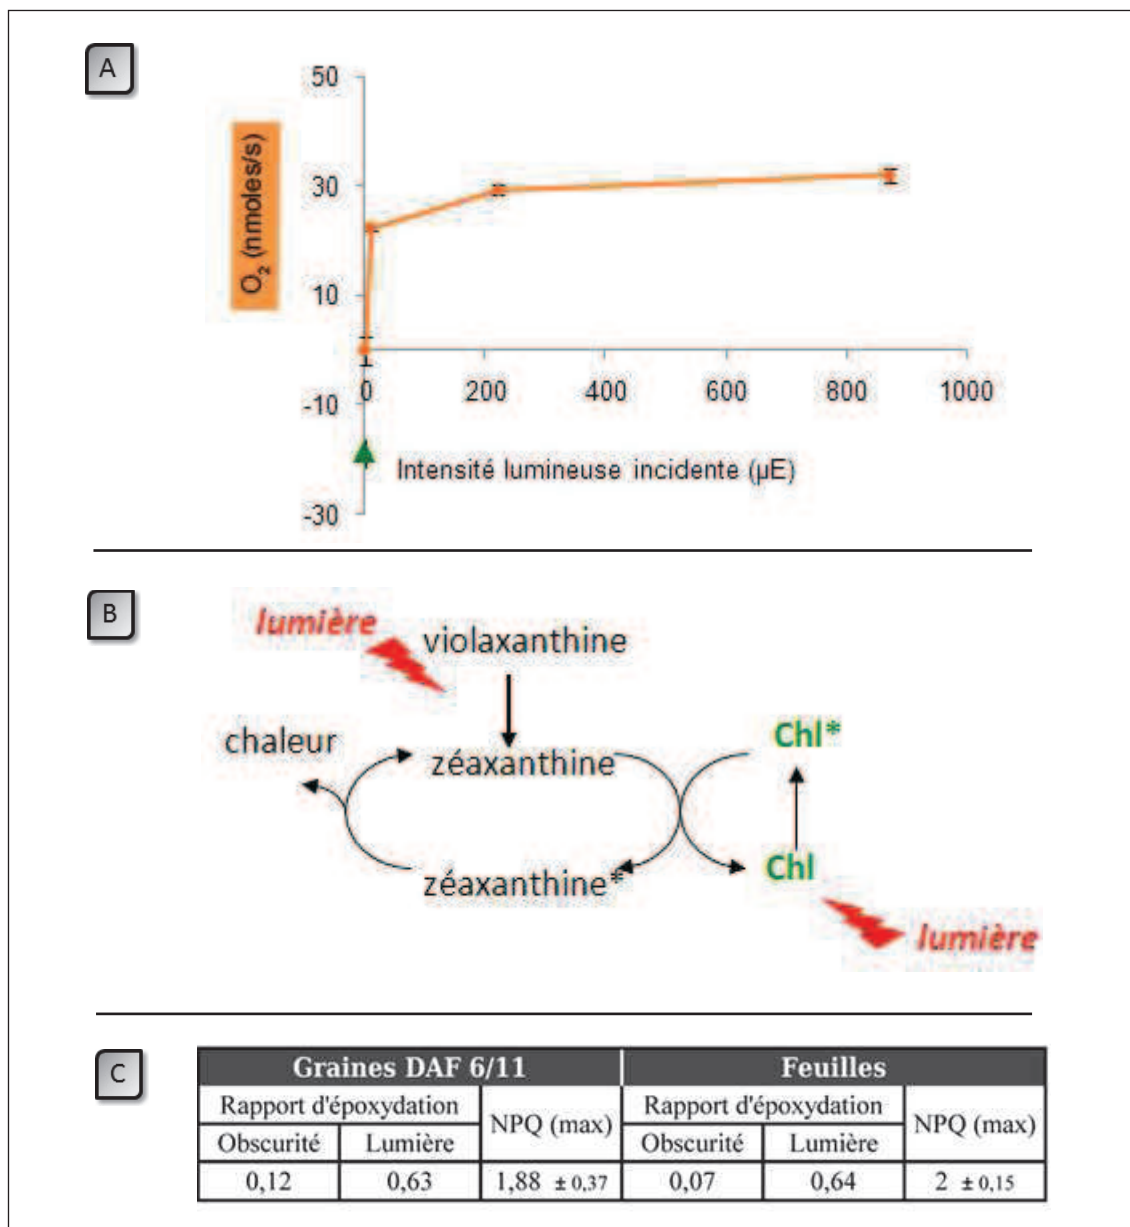 A
50
30
10
-10
-30
O₂ (nmoles/s)
0 200 400 600 800 1000
Intensité lumineuse incidente (µE)
B
lumière
violaxanthine
chaleur
zéaxanthine
Chl*
zéaxanthine*
Chl
lumière
C
Graines DAF 6/11 Feuilles
Rapport d'époxydation NPQ (max) Rapport d'époxydation NPQ (max)
Obscurité Lumière Obscurité Lumière
0,12 0,63 1,88 ± 0,37 0,07 0,64 2 ± 0,15